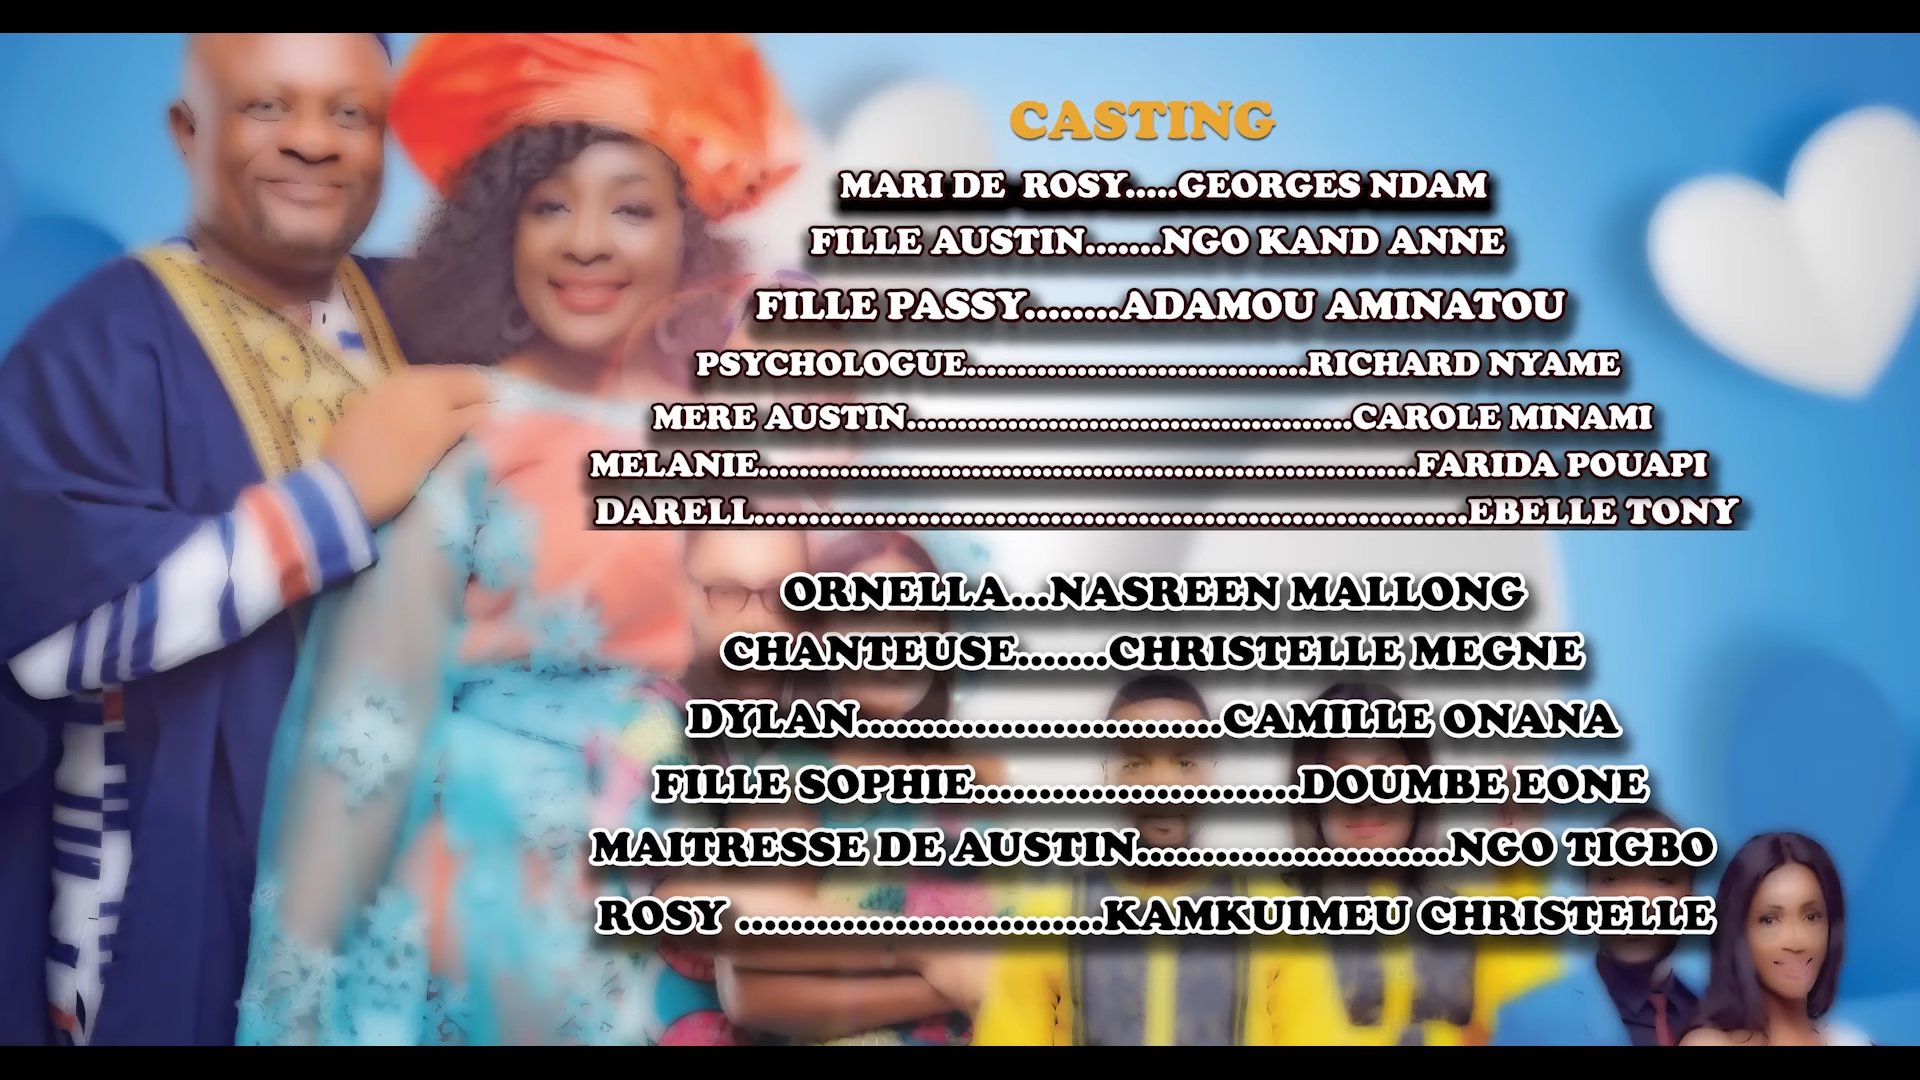 CASTING
MARI DE ROSY.....GEORGES NDAM
FILLE AUSTIN.......NGO KAND ANNE
FILLE PASSY........ADAMOU AMINATOU
PSYCHOLOGUE..................................RICHARD NYAME
MERE AUSTIN............................................CAROLE MINAMI
MELANIE.................................................................FARIDA POUAPI
DARELL.................................................................EBELLE TONY
ORNELLA...NASREEN MALLONG
CHANTEUSE.......CHRISTELLE MEGNE
DYLAN............................CAMILLE ONANA
FILLE SOPHIE.........................DOUMBE EONE
MAITRESSE DE AUSTIN........................NGO TIGBO
ROSY ............................KAMKUIMEU CHRISTELLE